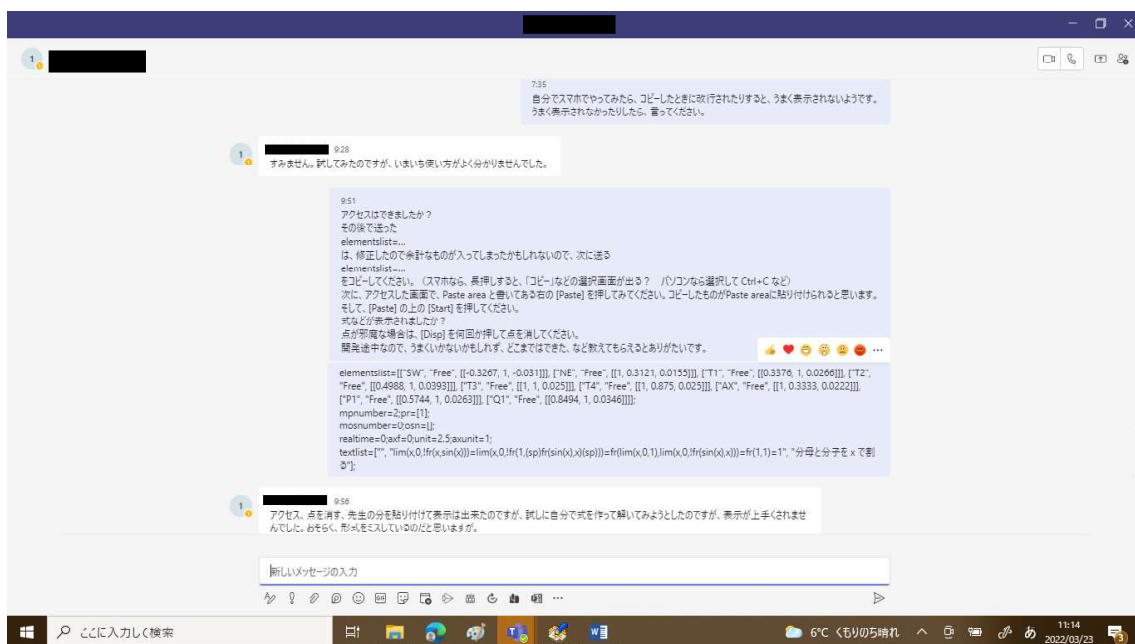 1
7:35
自分でスマホでやってみたら、コピーしたときに改行されたりすると、うまく表示されないようです。
うまく表示されなかったりしたら、言ってください。
1
9:28
すみません。試してみたのですが、いまいち使い方がよく分かりませんでした。
9:51
アクセスはできましたか？
その後で送った
elementslist=...
は、修正したので余計なものが入ってしまったかもしれないので、次に送る
elementslist=...
をコピーしてください。（スマホなら、長押しすると、「コピー」などの選択画面が出る？　パソコンなら選択して Ctrl+C など）
次に、アクセスした画面で、Paste area と書いてある右の [Paste] を押してみてください。コピーしたものがPaste areaに貼り付けられると思います。
そして、[Paste] の上の [Start] を押してください。
式などが表示されましたか？
点が邪魔な場合は、[Disp] を何回か押して点を消してください。
開発途中なので、うまくいかないかもしれず、どこまではできた、など教えてもらえるとありがたいです。
elementslist=[["SW", "Free", [[-0.3267, 1, -0.031]]], ["NE", "Free", [[1, 0.3121, 0.0155]]], ["T1", "Free", [[0.3376, 1, 0.0266]]], ["T2",
"Free", [[0.4988, 1, 0.0393]]], ["T3", "Free", [[1, 1, 0.025]]], ["T4", "Free", [[1, 0.875, 0.025]]], ["AX", "Free", [[1, 0.3333, 0.0222]]],
["P1", "Free", [[0.5744, 1, 0.0263]]], ["Q1", "Free", [[0.8494, 1, 0.0346]]]];
mpnumber=2;pr=[1];
mosnumber=0;osn=[];
realtime=0;axf=0;unit=2.5;axunit=1;
textlist=["", "lim(x,0,!fr(x,sin(x)))=lim(x,0,!fr(1,(sp)fr(sin(x),x)(sp)))=fr(lim(x,0,1),lim(x,0,!fr(sin(x),x)))=fr(1,1)=1", "分母と分子を x で割
る"];
1
9:56
アクセス、点を消す、先生の分を貼り付けて表示は出来たのですが、試しに自分で式を作って解いてみようとしたのですが、表示が上手くされませ
んでした。おそらく、形式をミスしているのだと思いますが。
新しいメッセージの入力
ここに入力して検索
6°C くもりのち晴れ
あ
11:14
2022/03/23
3